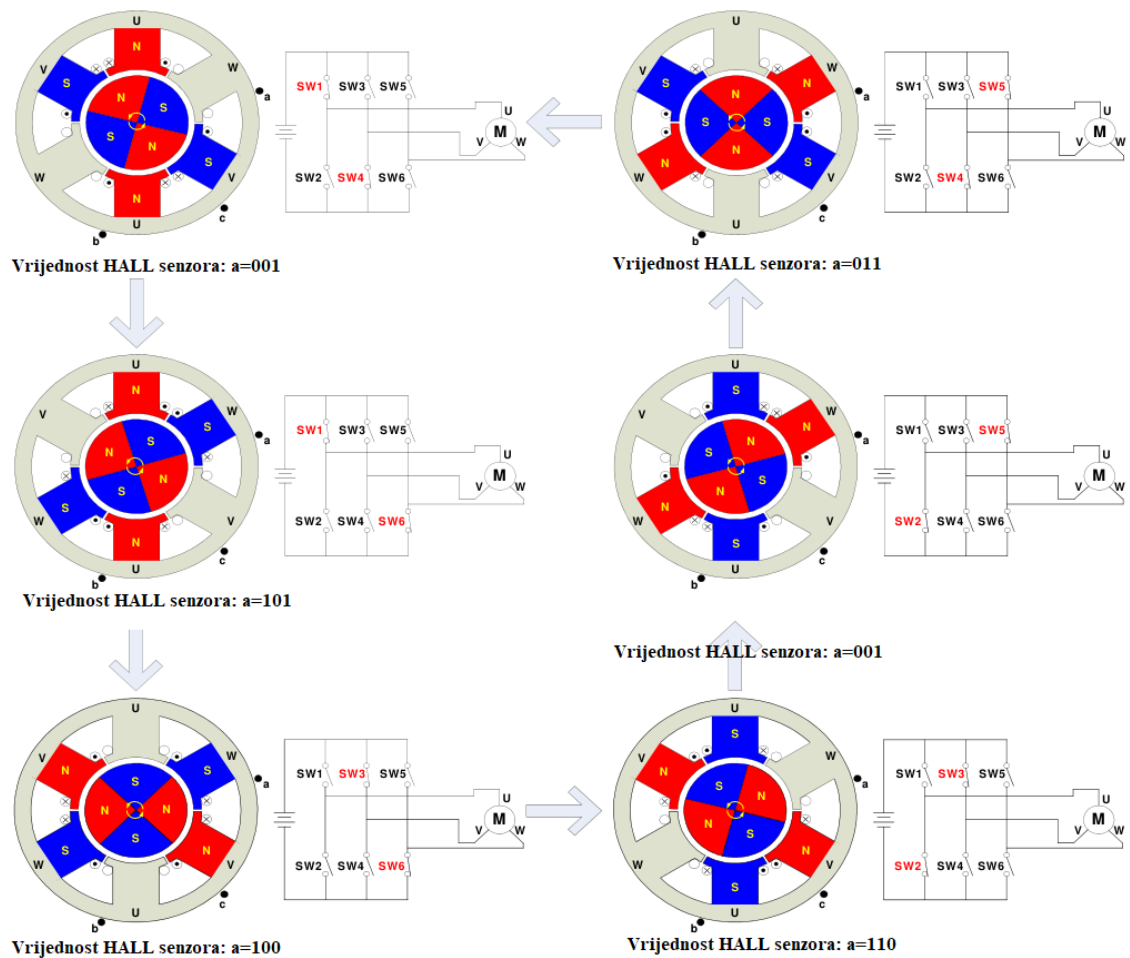 U
N
V
S
W
N
S
S
N
S
W
V
N
U
a
b
c
SW1 SW3 SW5
SW2 SW4 SW6
U
M
V W
Vrijednost HALL senzora: a=001
U
V
S
W
N
N
S
S
N
N
S
W
V
U
a
b
c
SW1 SW3 SW5
SW2 SW4 SW6
U
M
V W
Vrijednost HALL senzora: a=011
U
N
V
W
S
N
S
S
N
S
W
V
N
U
a
b
c
SW1 SW3 SW5
SW2 SW4 SW6
U
M
V W
Vrijednost HALL senzora: a=101
U
S
V
W
N
S
N
N
S
N
W
V
S
U
a
b
c
SW1 SW3 SW5
SW2 SW4 SW6
U
M
V W
Vrijednost HALL senzora: a=001
U
V
N
W
S
S
N
N
S
S
N
W
V
U
a
b
c
SW1 SW3 SW5
SW2 SW4 SW6
U
M
V W
Vrijednost HALL senzora: a=100
U
S
V
N
W
S
N
N
S
N
W
V
S
U
a
b
c
SW1 SW3 SW5
SW2 SW4 SW6
U
M
V W
Vrijednost HALL senzora: a=110